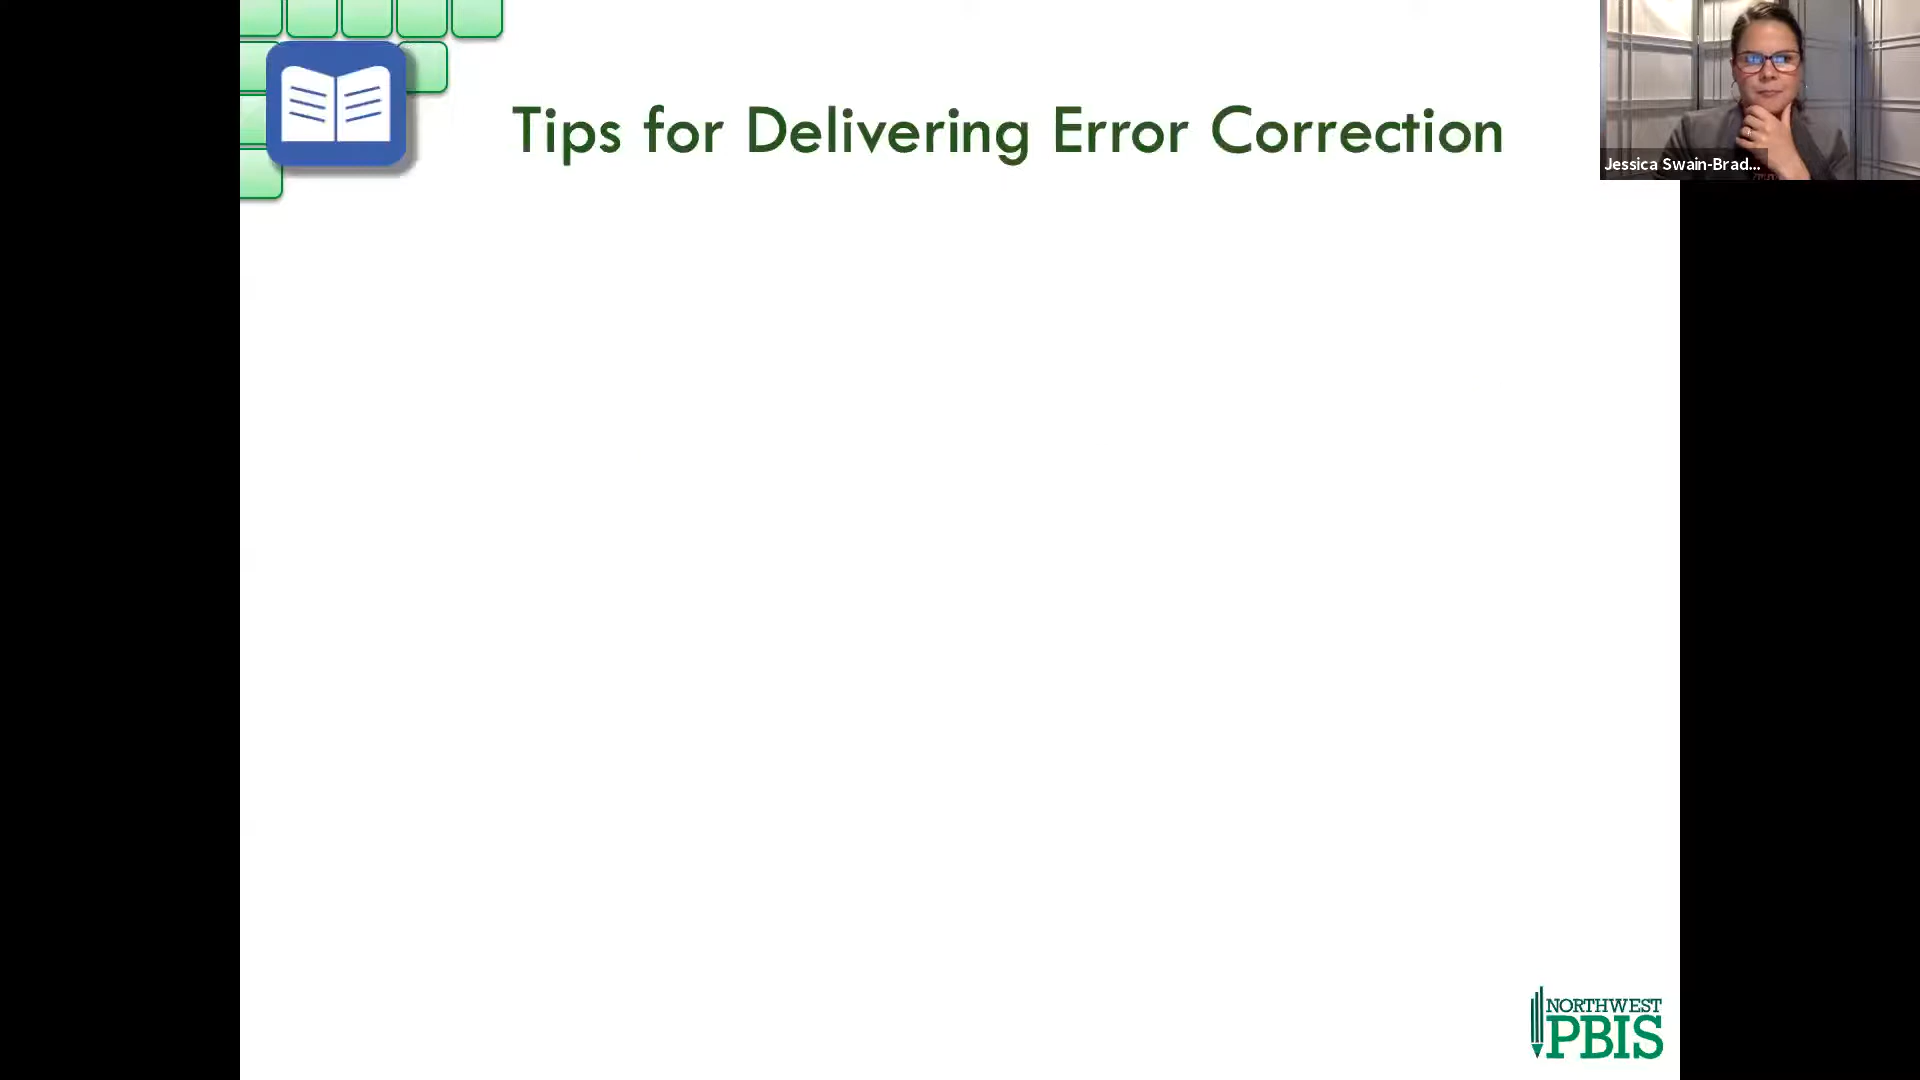 Tips for Delivering Error Correction
Jessica Swain-Brad...
NORTHWEST
PBIS